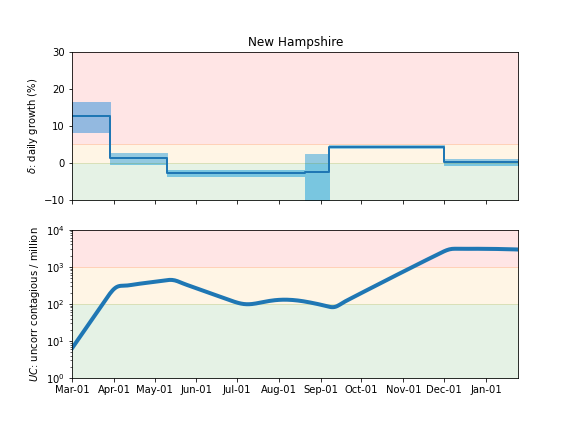 New Hampshire
30
20
10
0
−10
δ: daily growth (%)
10⁴
10³
10²
10¹
10⁰
UC: uncorr contagious / million
Mar-01 Apr-01 May-01 Jun-01 Jul-01 Aug-01 Sep-01 Oct-01 Nov-01 Dec-01 Jan-01